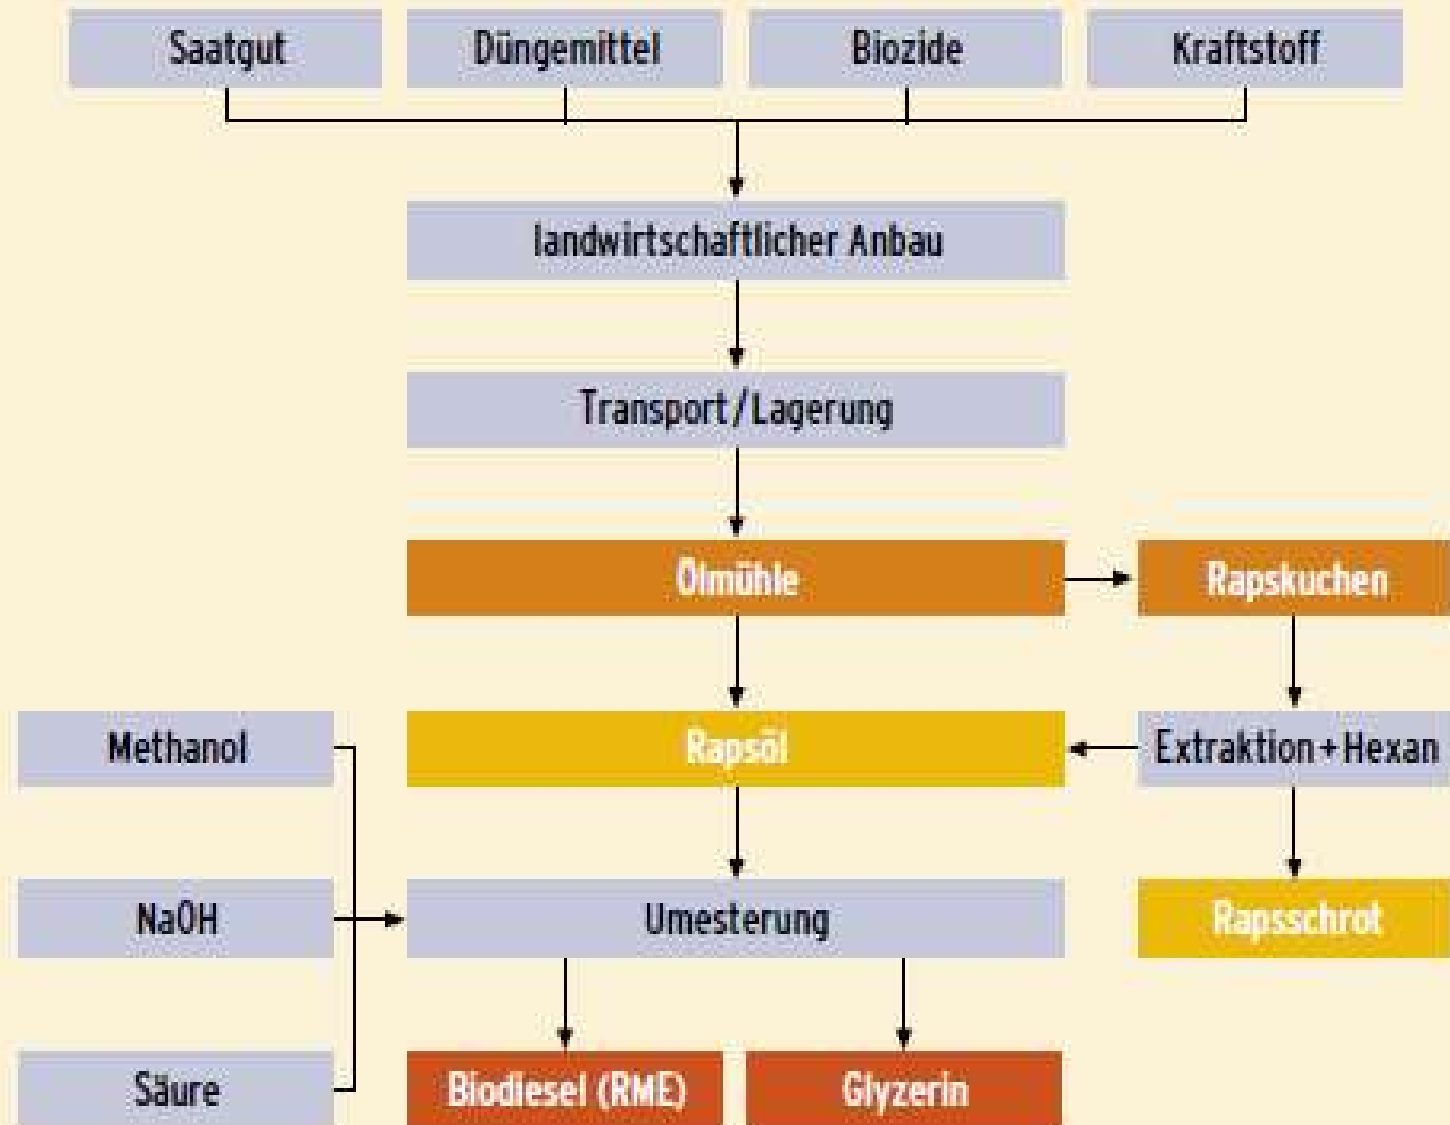 Saatgut
Düngemittel
Biozide
Kraftstoff
landwirtschaftlicher Anbau
Transport/Lagerung
Ölmühle
Rapskuchen
Methanol
Rapsöl
Extraktion+Hexan
NaOH
Umesterung
Rapsschrot
Säure
Biodiesel (RME)
Glyzerin